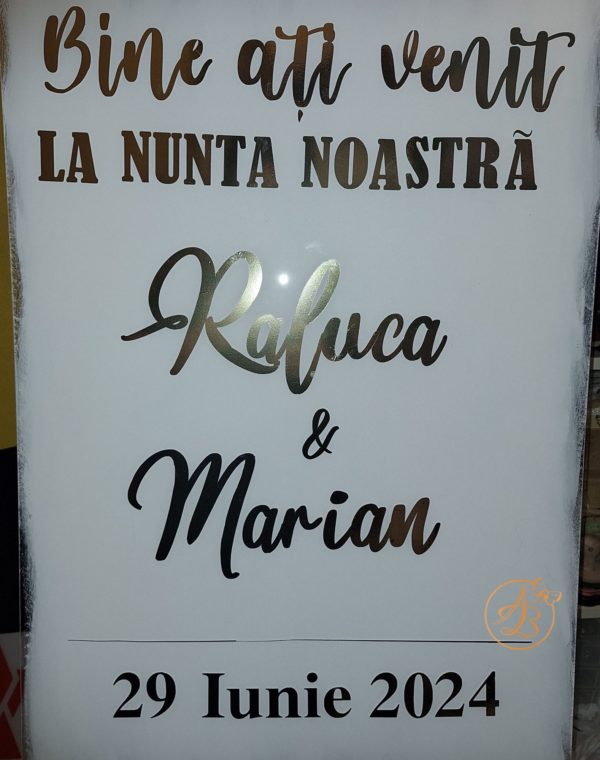 Bine ați venit
LA NUNTA NOASTRĂ
Raluca
&
Marian
29 Iunie 2024